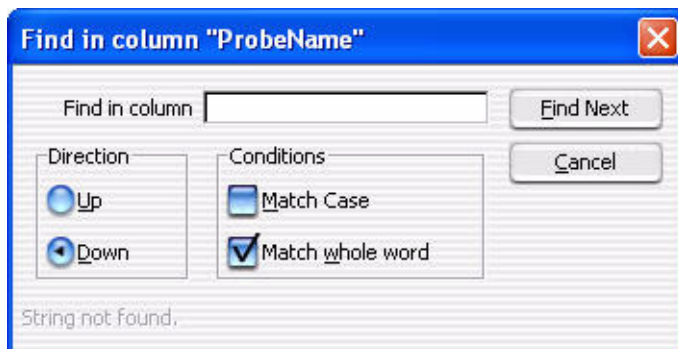 Find in column "ProbeName"
Find in column
Find Next
Direction
Conditions
Cancel
Up
Match Case
Down
Match whole word
String not found.